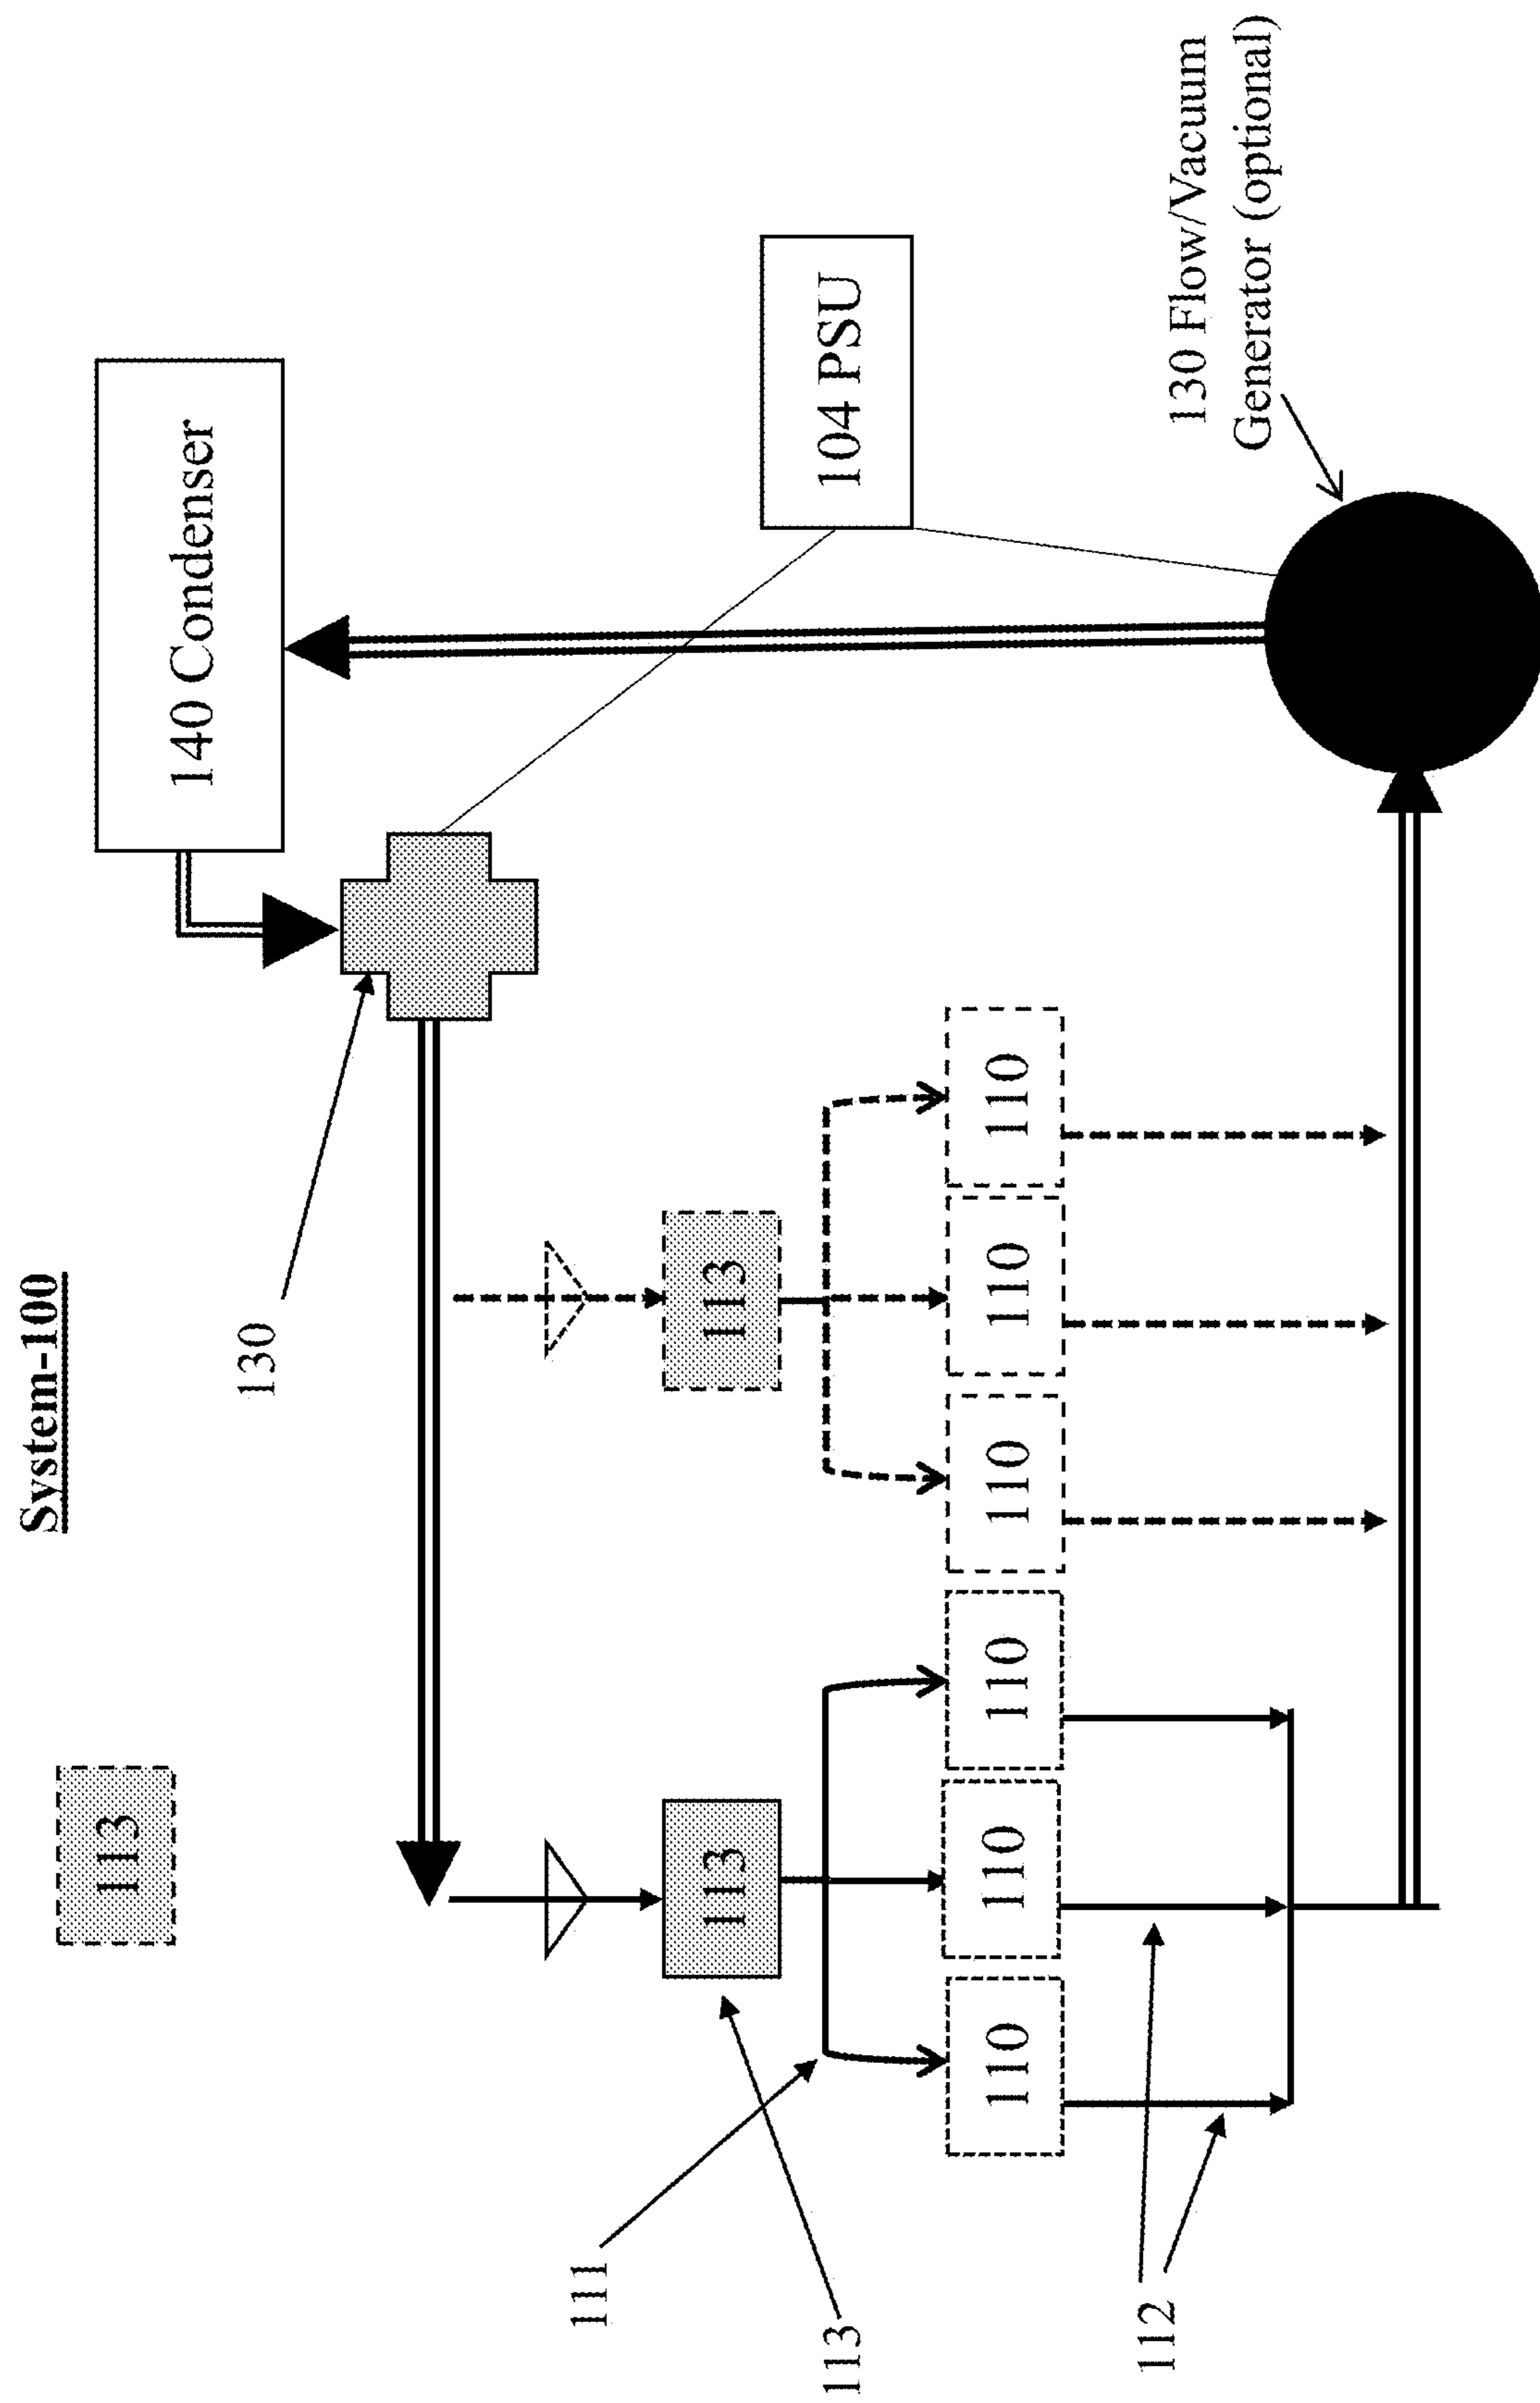 System-100
113
130
140 Condenser
104 PSU
113
113
111
113
110
110
110
110
110
110
112
130 Flow/Vacuum
Generator (optional)